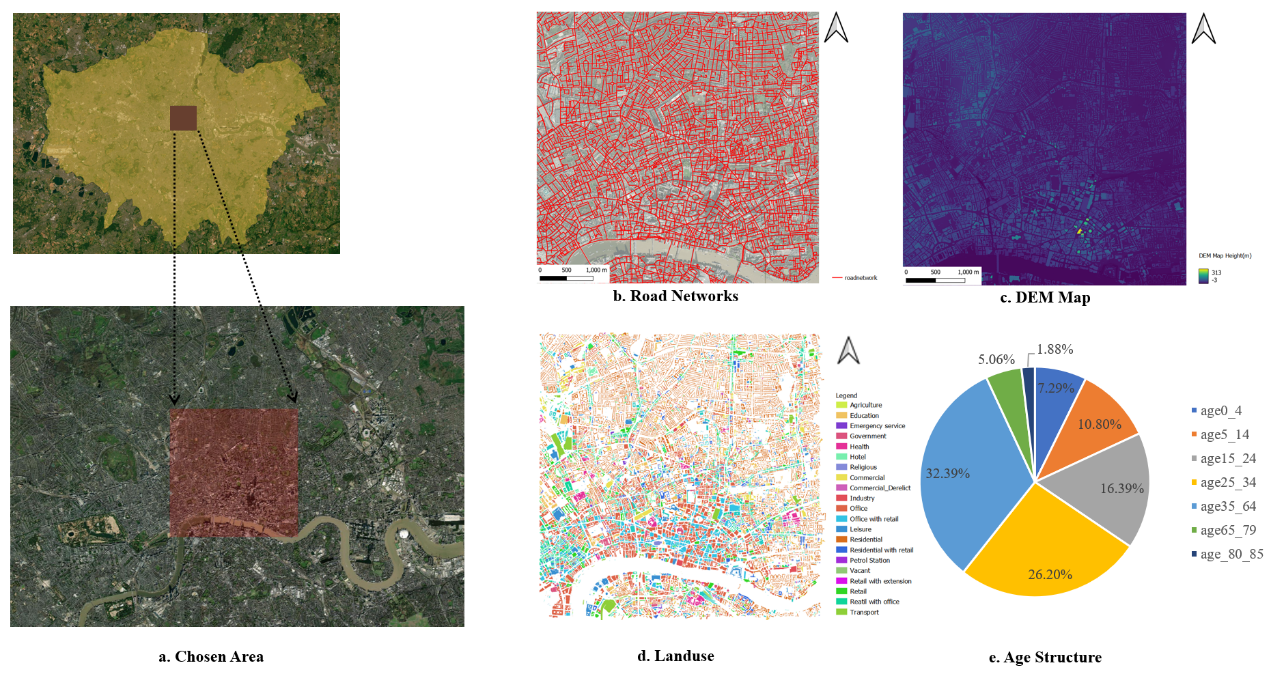 0 500 1,000 m
roadnetwork
b. Road Networks
DEM Map Height(m)
313
-3
0 500 1,000 m
c. DEM Map
a. Chosen Area
Legend
Agriculture
Education
Emergency service
Government
Health
Hotel
Religious
Commercial
Commercial_Derelict
Industry
Office
Office with retail
Leisure
Residential
Residential with retail
Petrol Station
Vacant
Retail with extension
Retail
Reatil with office
Transport
d. Landuse
1.88%
5.06%
7.29%
10.80%
32.39%
16.39%
26.20%
age0_4
age5_14
age15_24
age25_34
age35_64
age65_79
age_80_85
e. Age Structure